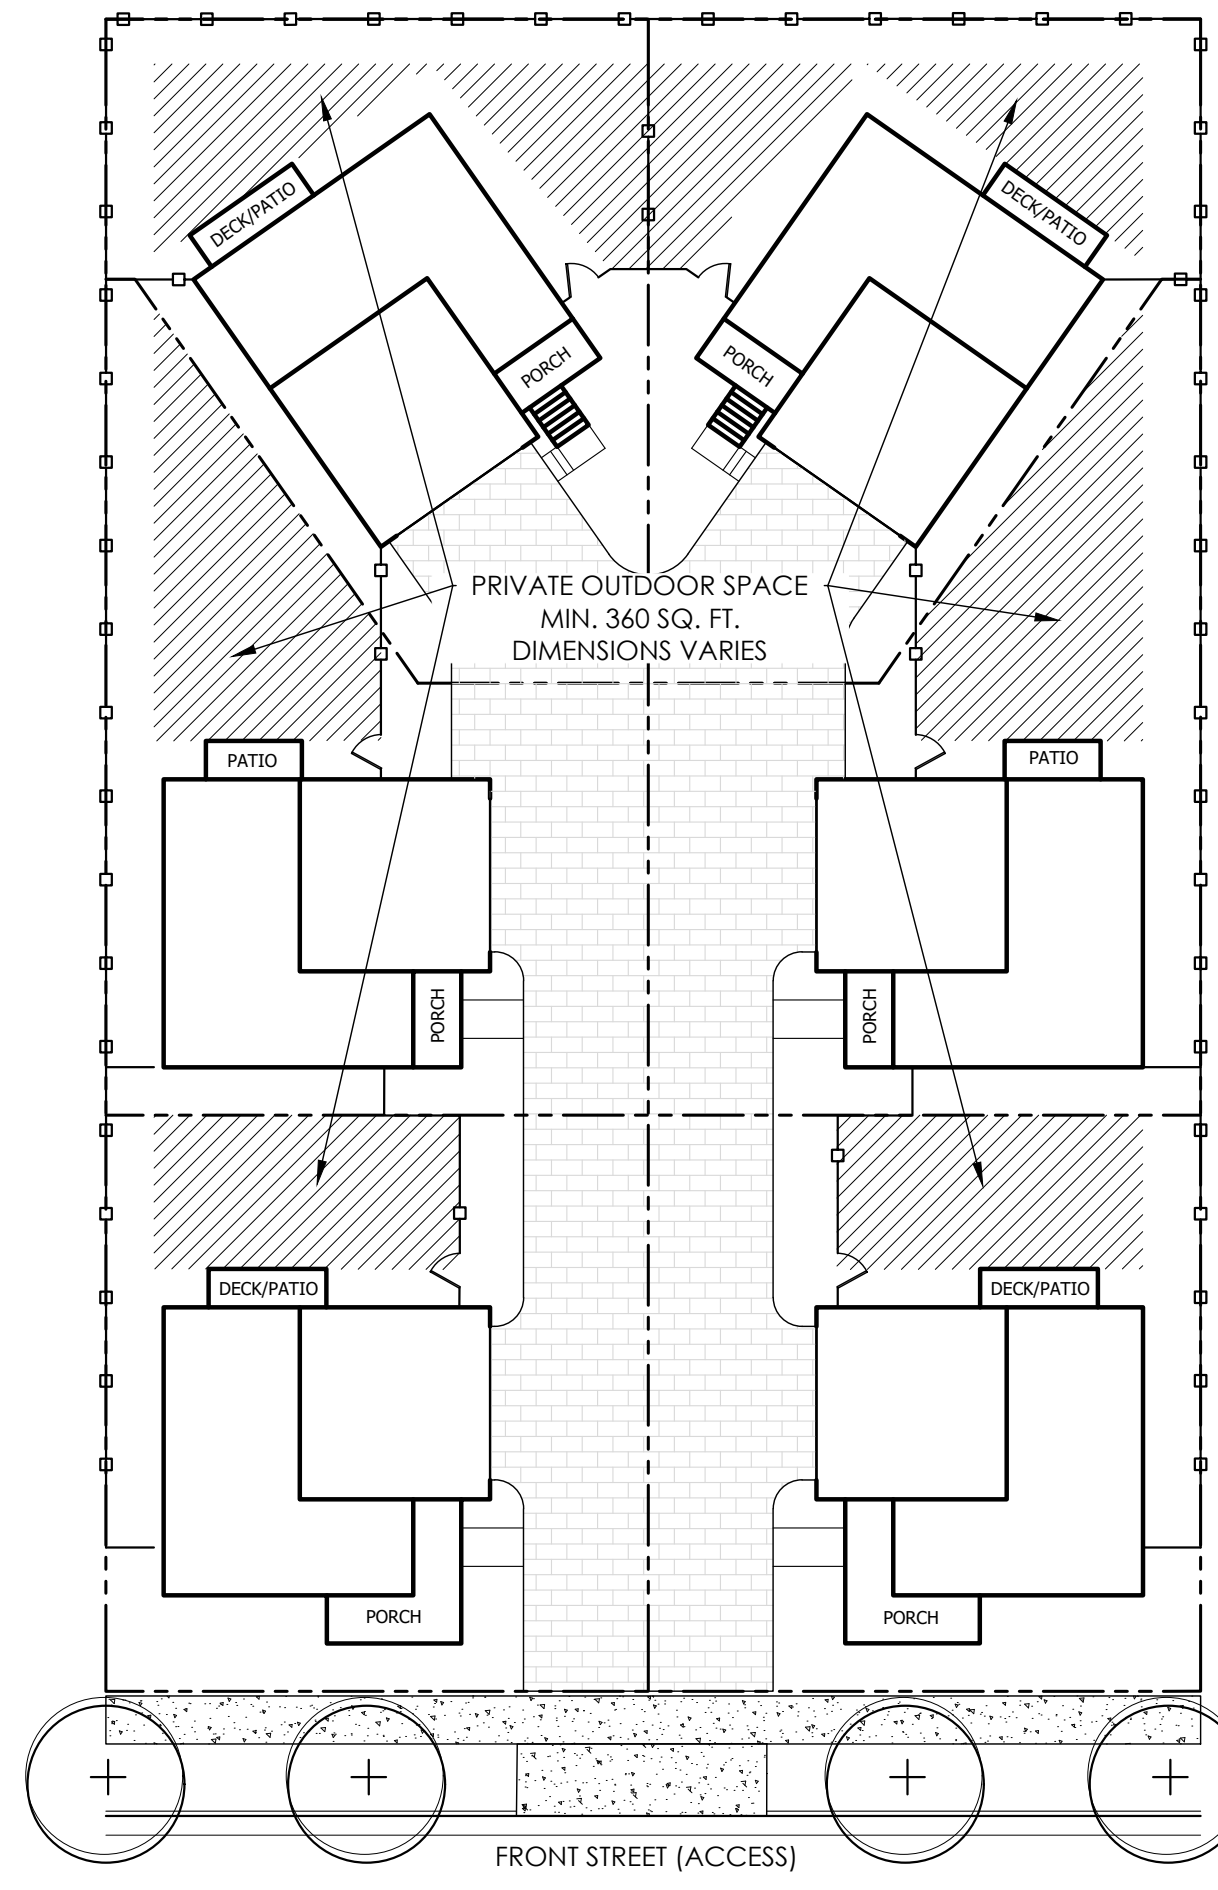 DECK/PATIO
DECK/PATIO
PORCH
PORCH
PRIVATE OUTDOOR SPACE
MIN. 360 SQ. FT.
DIMENSIONS VARIES
PATIO
PATIO
PORCH
PORCH
DECK/PATIO
DECK/PATIO
PORCH
PORCH
FRONT STREET (ACCESS)